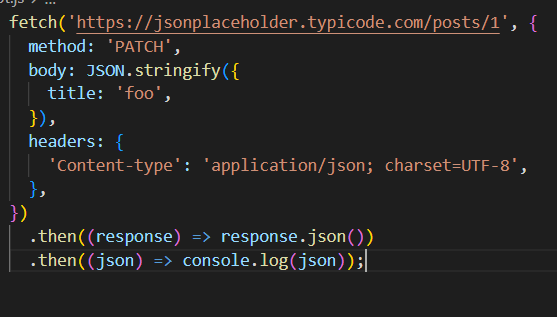 fetch('https://jsonplaceholder.typicode.com/posts/1', {
  method: 'PATCH',
  body: JSON.stringify({
    title: 'foo',
  }),
  headers: {
    'Content-type': 'application/json; charset=UTF-8',
  },
})
  .then((response) => response.json())
  .then((json) => console.log(json));